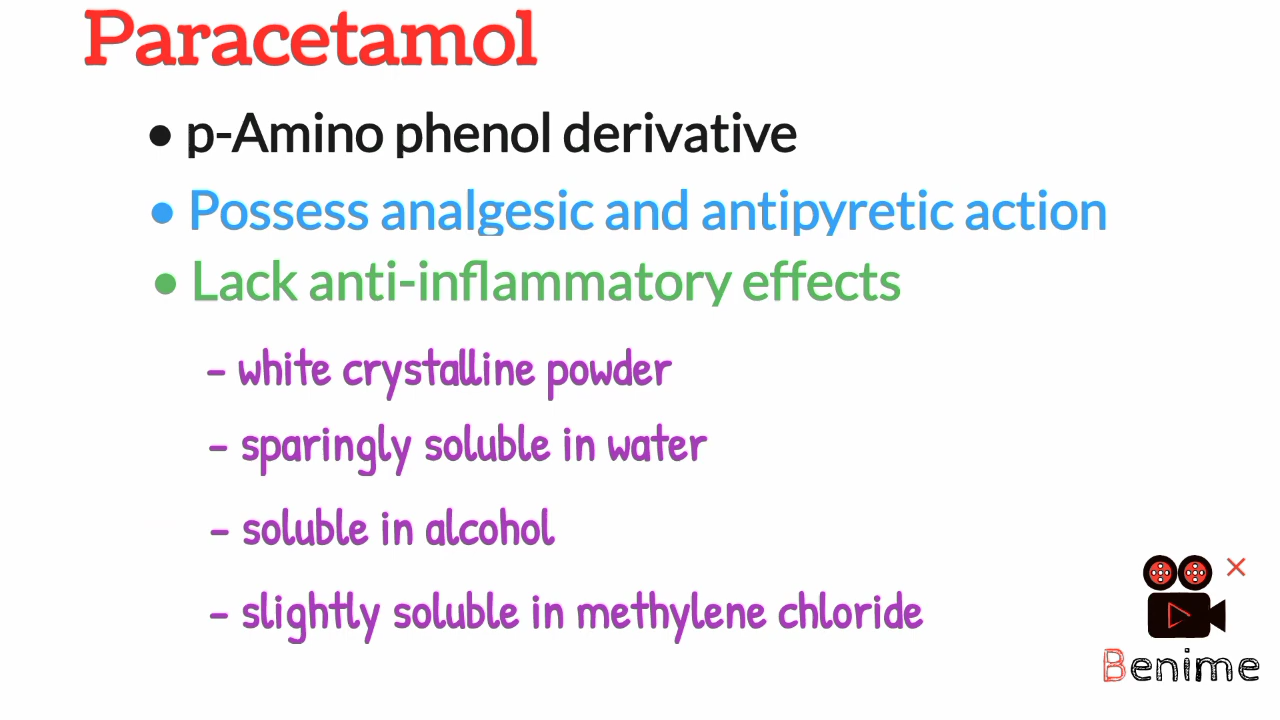 Paracetamol
• p-Amino phenol derivative
• Possess analgesic and antipyretic action
• Lack anti-inflammatory effects
- white crystalline powder
- sparingly soluble in water
- soluble in alcohol
- slightly soluble in methylene chloride
Benime